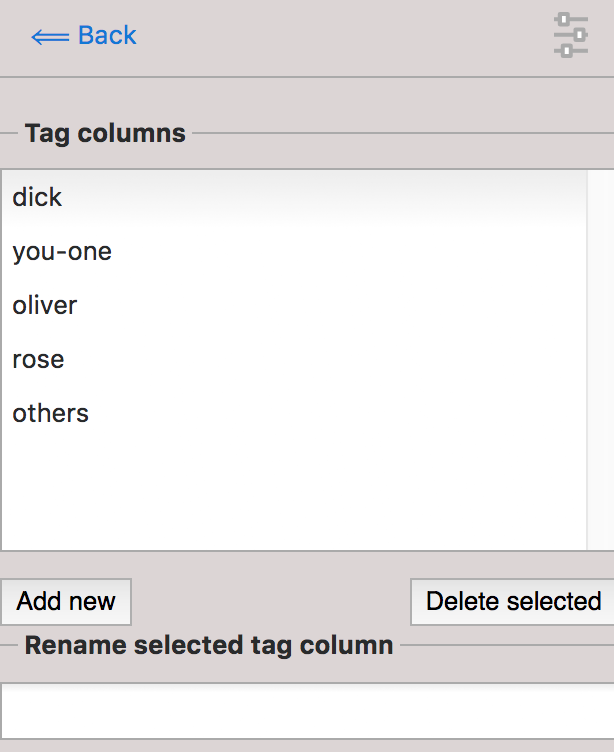 ⟸ Back
Tag columns
dick
you-one
oliver
rose
others
Add new
Delete selected
Rename selected tag column